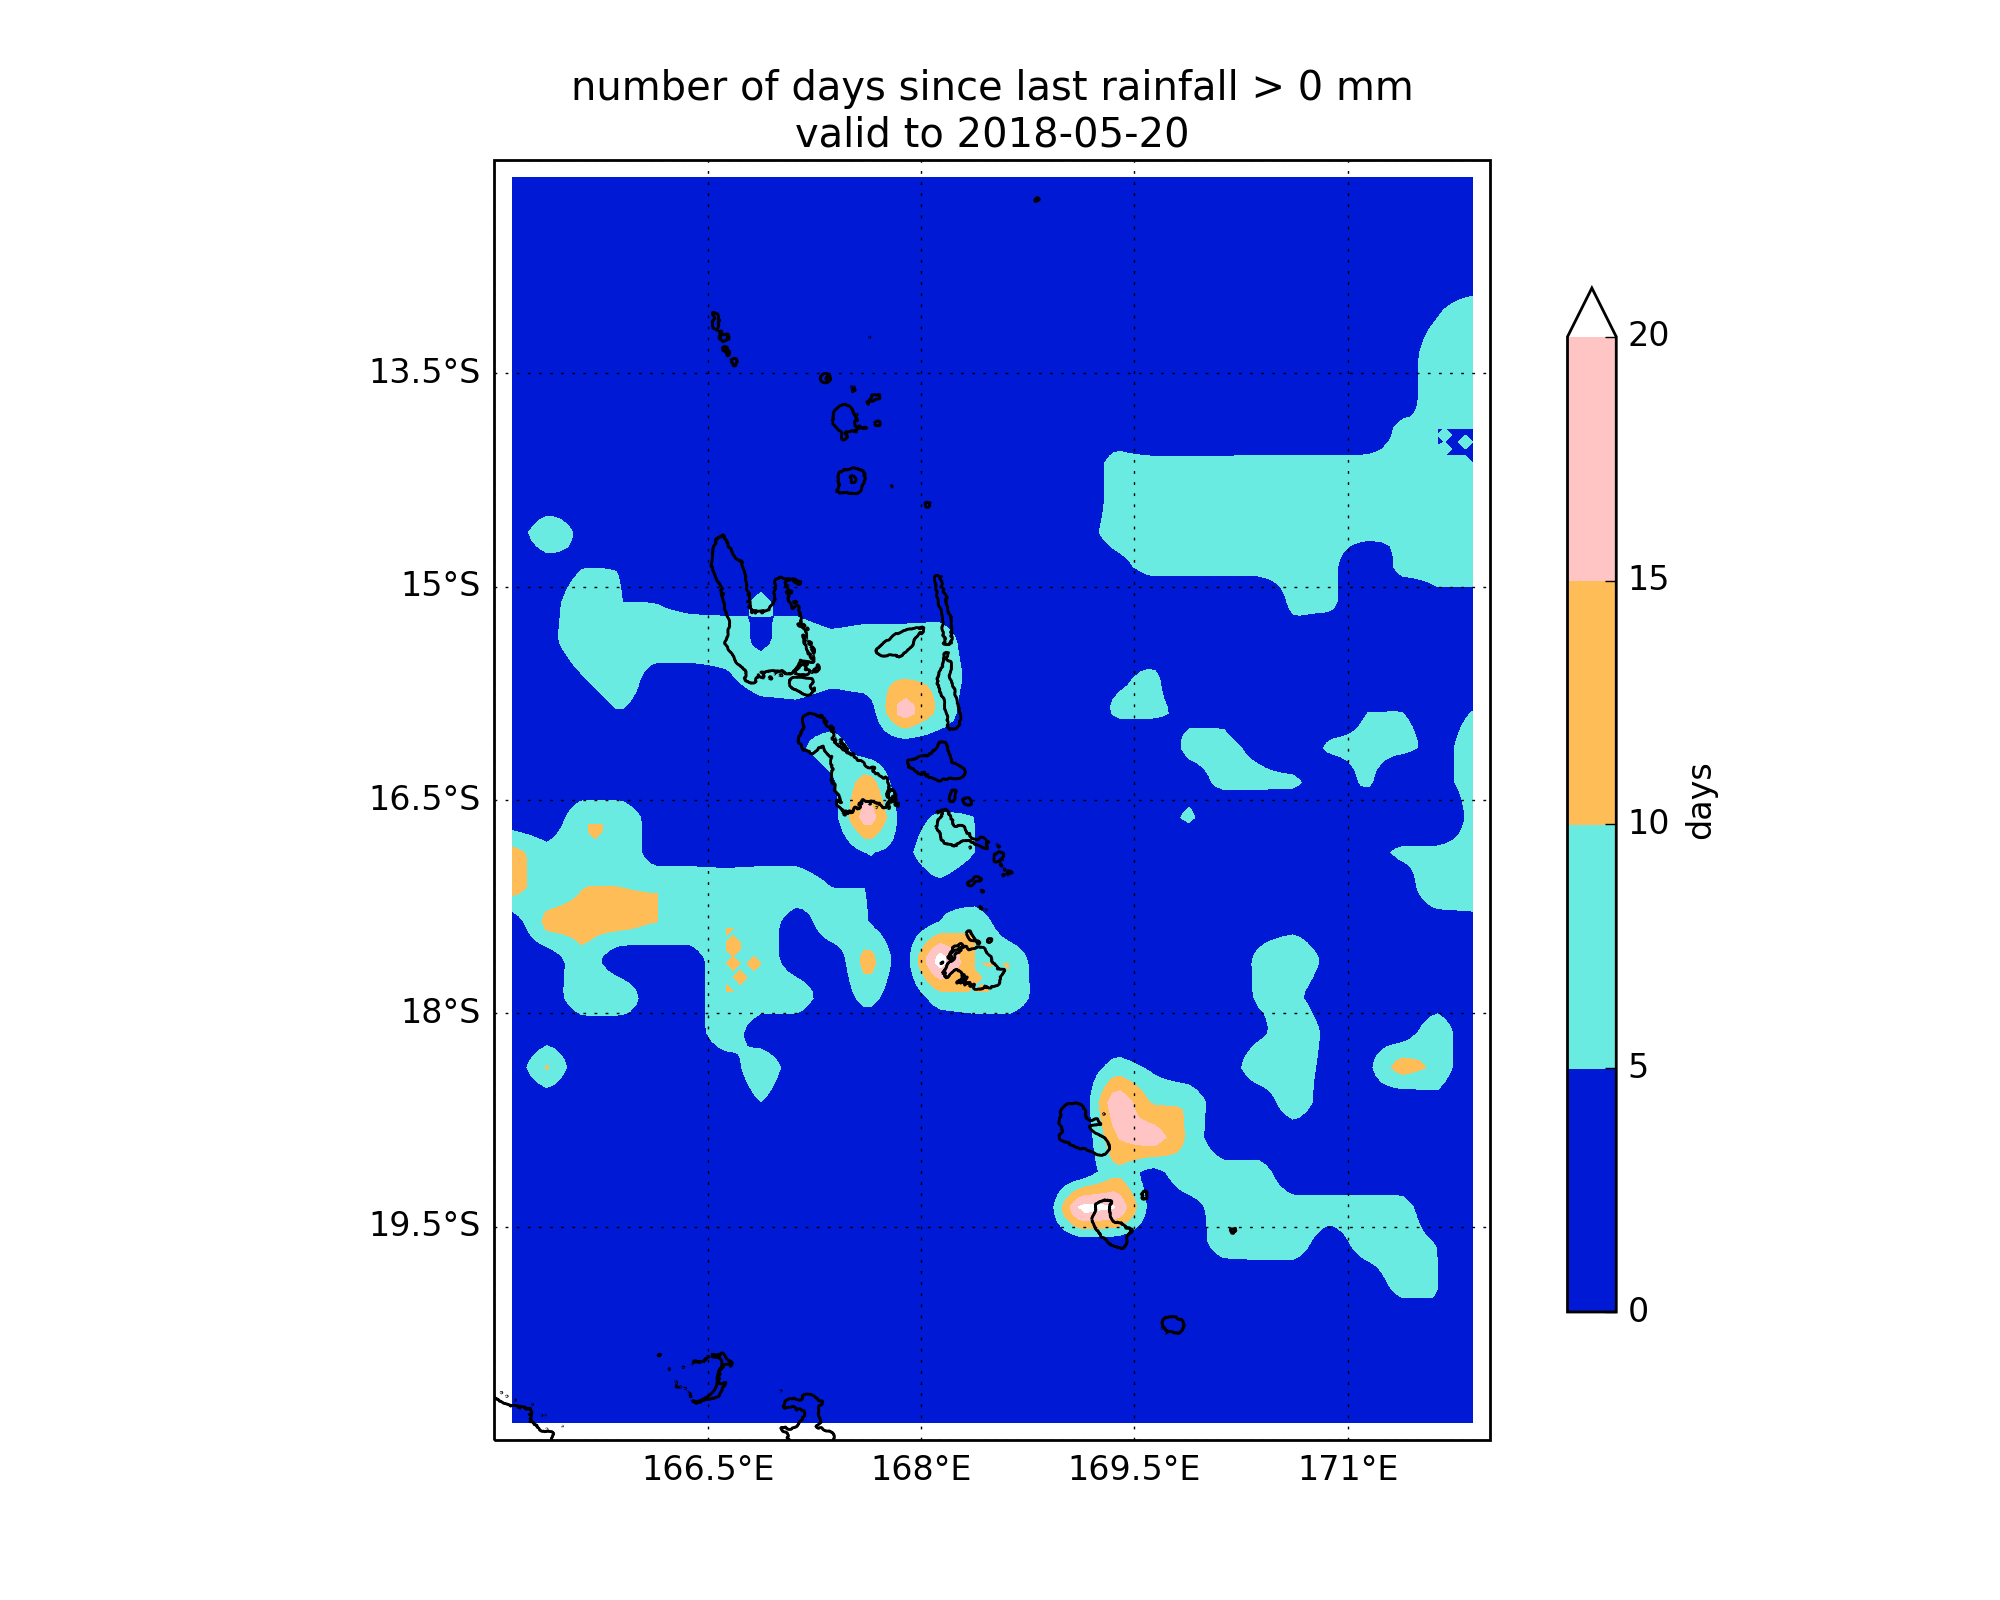 number of days since last rainfall > 0 mm
valid to 2018-05-20
13.5°S
15°S
16.5°S
18°S
19.5°S
166.5°E
168°E
169.5°E
171°E
20
15
10
5
0
days